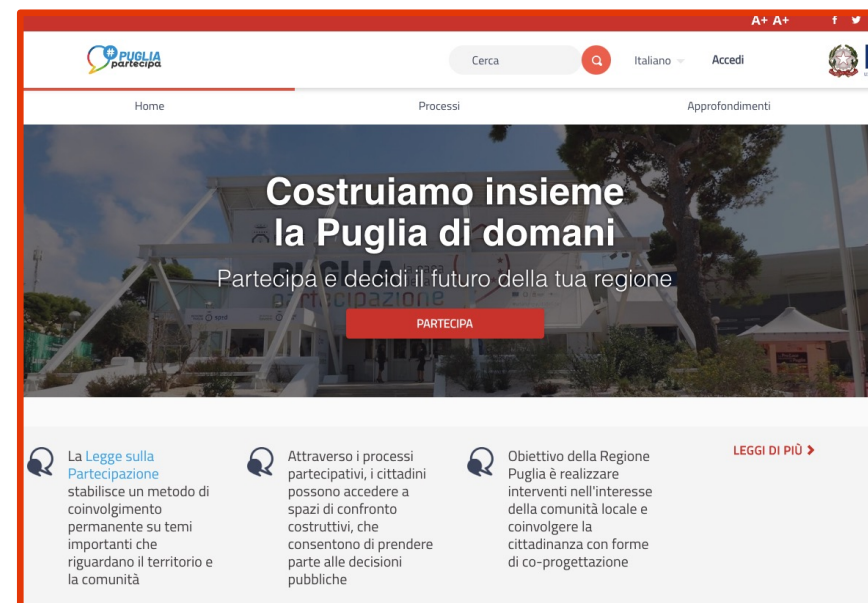 A+ A+
#PUGLIA
partecipa
Cerca
Italiano
Accedi
Home
Processi
Approfondimenti
Costruiamo insieme
la Puglia di domani
Partecipa e decidi il futuro della tua regione
PARTECIPA
PUGLIA
partecipazione
La Legge sulla
Partecipazione
stabilisce un metodo di
coinvolgimento
permanente su temi
importanti che
riguardano il territorio e
la comunità
Attraverso i processi
partecipativi, i cittadini
possono accedere a
spazi di confronto
costruttivi, che
consentono di prendere
parte alle decisioni
pubbliche
Obiettivo della Regione
Puglia è realizzare
interventi nell'interesse
della comunità locale e
coinvolgere la
cittadinanza con forme
di co-progettazione
LEGGI DI PIÙ